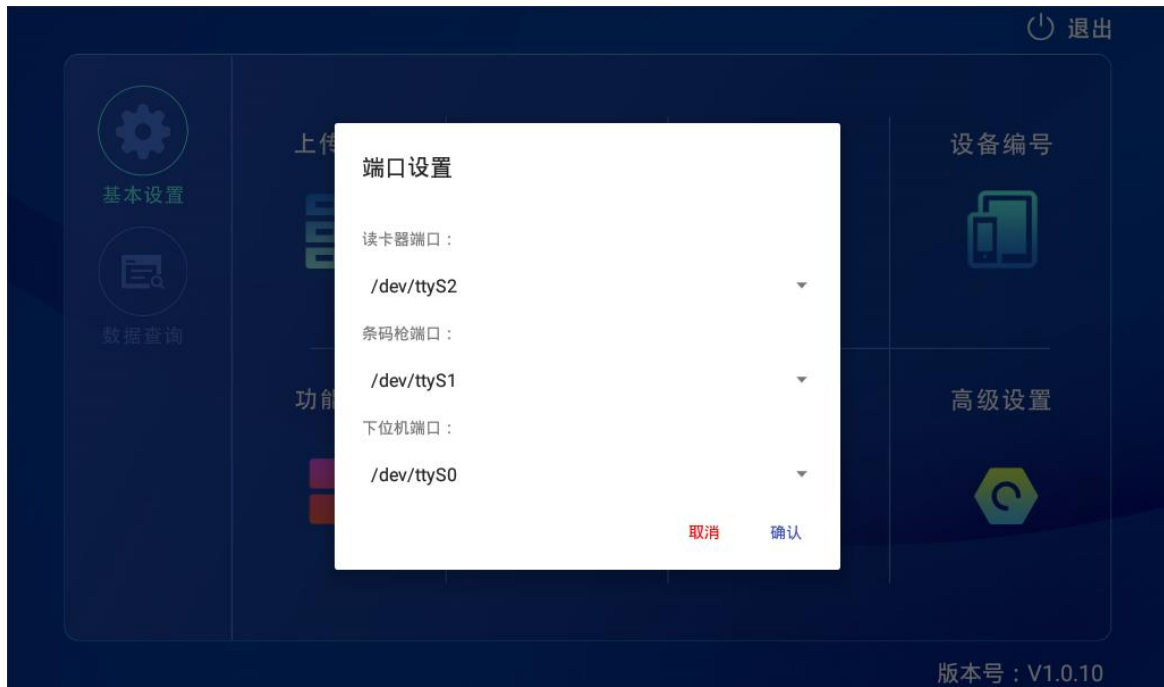 退出
基本设置
数据查询
上传
设备编号
功能
高级设置
端口设置
读卡器端口：
/dev/ttyS2
条码枪端口：
/dev/ttyS1
下位机端口：
/dev/ttyS0
取消
确认
版本号：V1.0.10